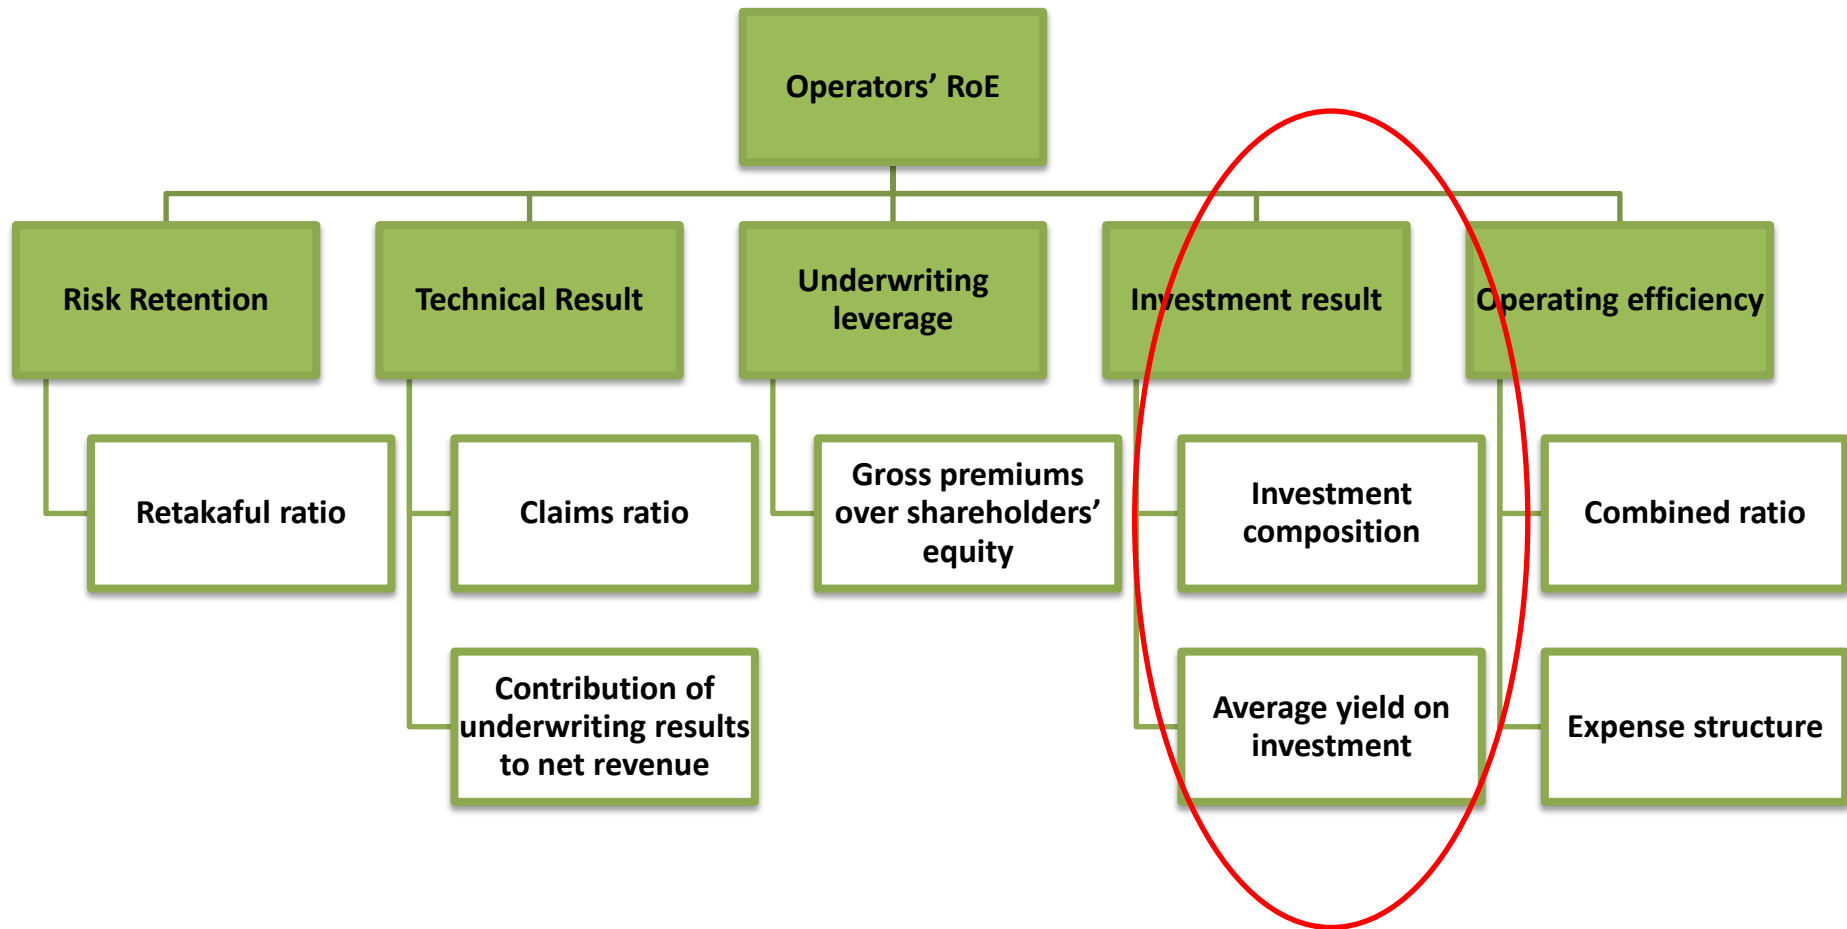 Operators’ RoE
Risk Retention
Technical Result
Underwriting
leverage
Investment result
Operating efficiency
Retakaful ratio
Claims ratio
Gross premiums
over shareholders’
equity
Investment
composition
Combined ratio
Contribution of
underwriting results
to net revenue
Average yield on
investment
Expense structure